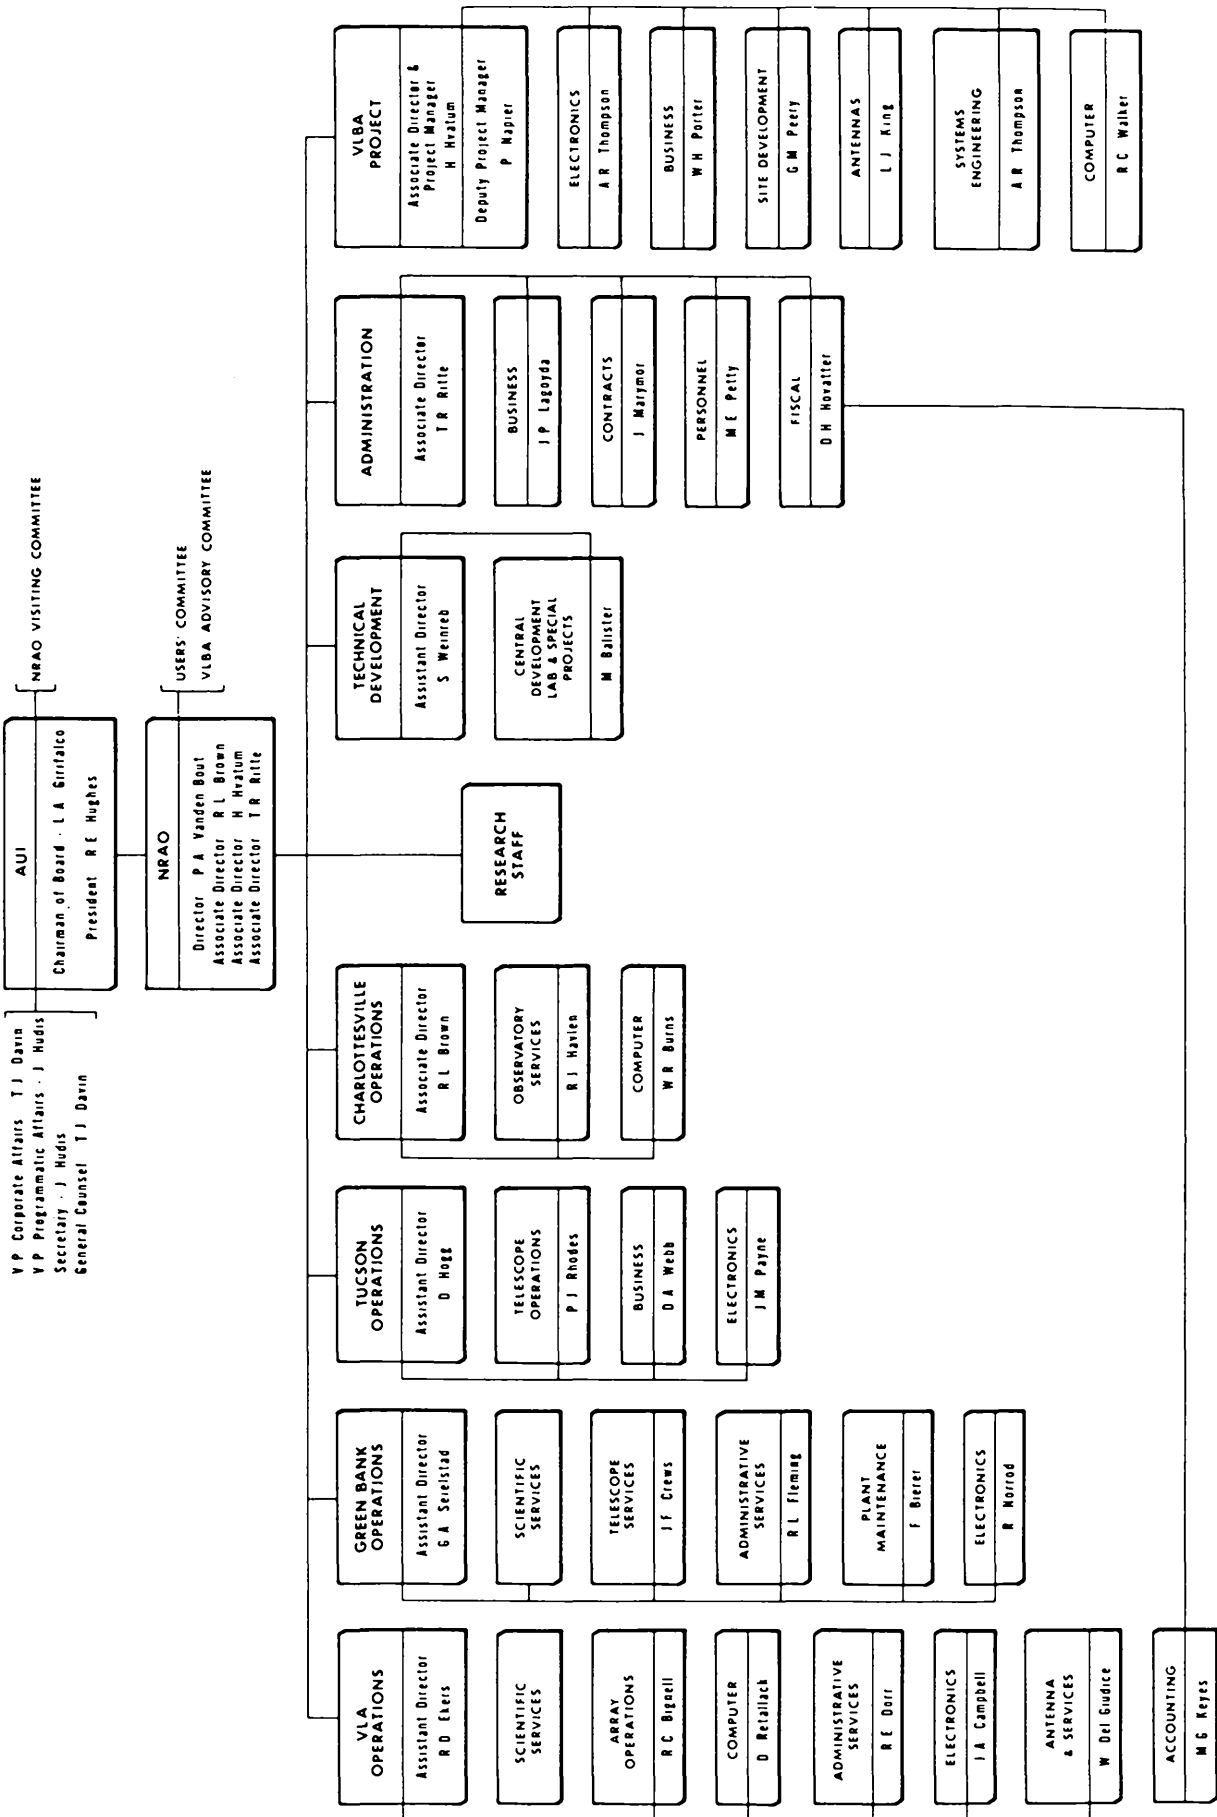 AUI
Chairman of Board - L A Grifalco
President R E Hughes
V P Corporate Affairs T J Davin
V P Programmatic Affairs - J Hudis
Secretary - J Hudis
General Counsel T J Davin
NRAO VISITING COMMITTEE
NRAO
Director P A Vanden Bout
Associate Director R L Brown
Associate Director H Hvatum
Associate Director T R Riffe
USERS' COMMITTEE
VLBA ADVISORY COMMITTEE
VLA
OPERATIONS
Assistant Director
R D Ekers
SCIENTIFIC
SERVICES
ARRAY
OPERATIONS
R C Bignell
COMPUTER
D Retallack
ADMINISTRATIVE
SERVICES
R E Dorr
ELECTRONICS
J A Campbell
ANTENNA
& SERVICES
W Del Giudice
ACCOUNTING
M G Keyes
GREEN BANK
OPERATIONS
Assistant Director
G A Seielstad
SCIENTIFIC
SERVICES
TELESCOPE
SERVICES
J F Crews
ADMINISTRATIVE
SERVICES
R L Fleming
PLANT
MAINTENANCE
F Bierer
ELECTRONICS
R Norrod
TUCSON
OPERATIONS
Assistant Director
D Hogg
TELESCOPE
OPERATIONS
P J Rhodes
BUSINESS
D A Webb
ELECTRONICS
J M Payne
CHARLOTTESVILLE
OPERATIONS
Associate Director
R L Brown
OBSERVATORY
SERVICES
R J Havlen
COMPUTER
W R Burns
RESEARCH
STAFF
TECHNICAL
DEVELOPMENT
Assistant Director
S Weinreb
CENTRAL
DEVELOPMENT
LAB & SPECIAL
PROJECTS
M Balister
ADMINISTRATION
Associate Director
T R Riffe
BUSINESS
J P Lagoyda
CONTRACTS
J Marymor
PERSONNEL
M E Petty
FISCAL
D H Hovatter
VLBA
PROJECT
Associate Director &
Project Manager
H Hvatum
Deputy Project Manager
P Napier
ELECTRONICS
A R Thompson
BUSINESS
W H Porter
SITE DEVELOPMENT
G M Peery
ANTENNAS
L J King
SYSTEMS
ENGINEERING
A R Thompson
COMPUTER
R C Walker